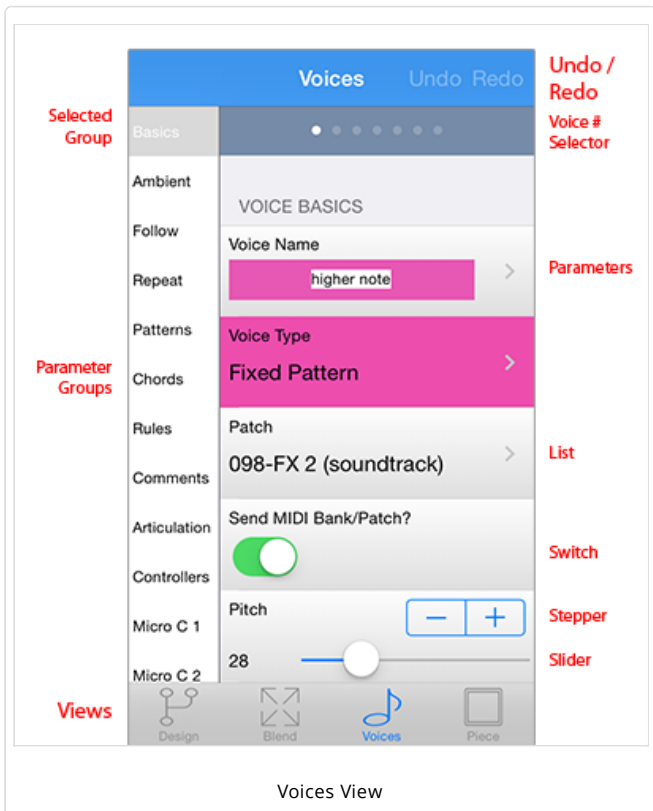 Voices Undo Redo
Undo /
Redo
Selected
Group
Voice #
Selector
Basics
Ambient
Follow
Repeat
Patterns
Chords
Rules
Comments
Articulation
Controllers
Micro C 1
Micro C 2
Parameter
Groups
VOICE BASICS
Voice Name
higher note
Parameters
Voice Type
Fixed Pattern
Patch
098-FX 2 (soundtrack)
List
Send MIDI Bank/Patch?
Switch
Pitch
− +
Stepper
28
Slider
Views
Design Blend Voices Piece
Voices View